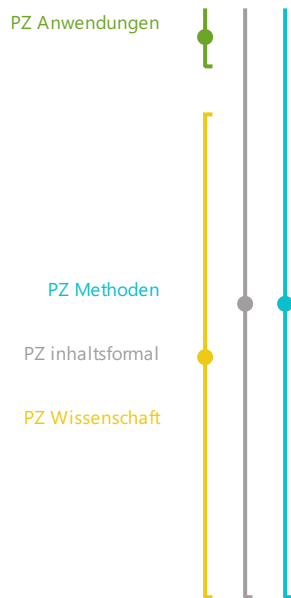 PZ Anwendungen
PZ Methoden
PZ inhaltsformal
PZ Wissenschaft